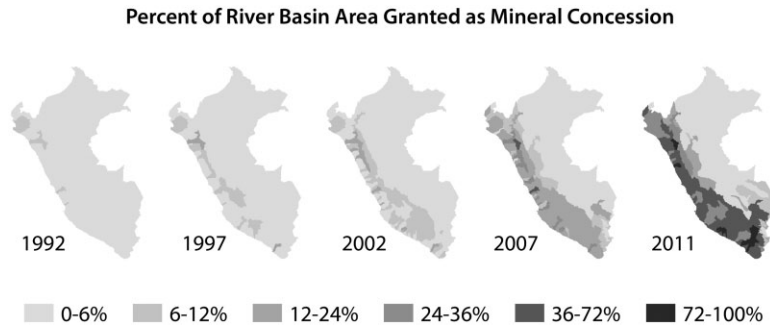 Percent of River Basin Area Granted as Mineral Concession
1992 1997 2002 2007 2011
0-6% 6-12% 12-24% 24-36% 36-72% 72-100%